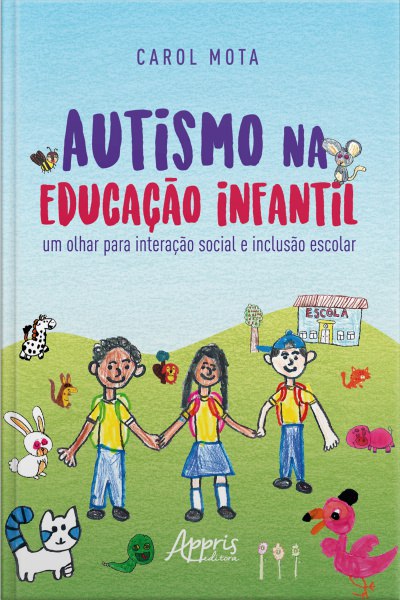 CAROL MOTA
AUTISMO NA
EDUCAÇÃO INFANTIL
um olhar para interação social e inclusão escolar
ESCOLA
Appris
editora